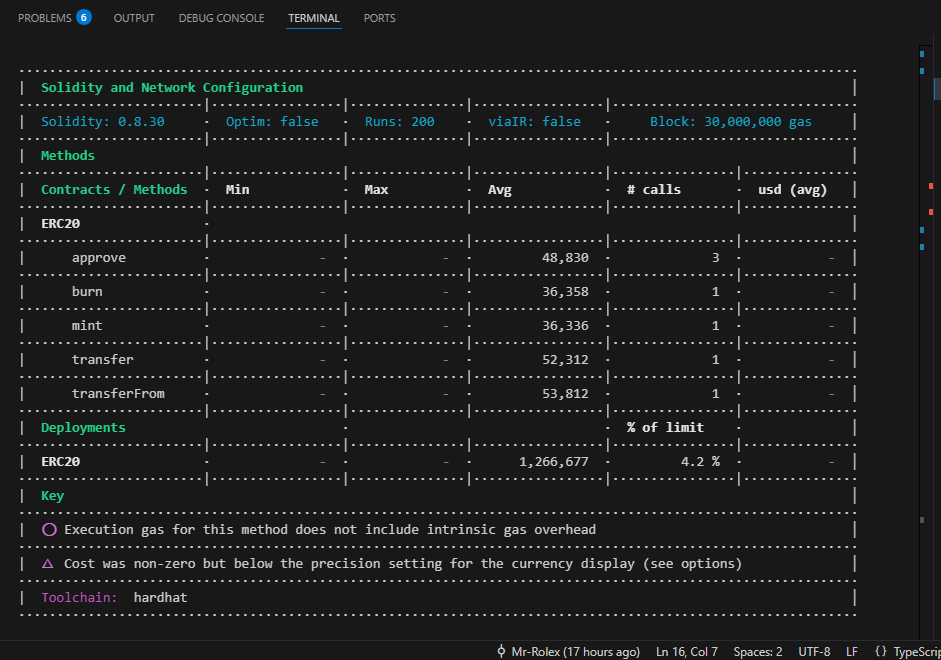 PROBLEMS 6 OUTPUT DEBUG CONSOLE TERMINAL PORTS
Solidity and Network Configuration
Solidity: 0.8.30 · Optim: false · Runs: 200 · viaIR: false · Block: 30,000,000 gas
Methods
Contracts / Methods · Min · Max · Avg · # calls · usd (avg)
ERC20 ·
approve · - · - · 48,830 · 3 · -
burn · - · - · 36,358 · 1 · -
mint · - · - · 36,336 · 1 · -
transfer · - · - · 52,312 · 1 · -
transferFrom · - · - · 53,812 · 1 · -
Deployments · · % of limit ·
ERC20 · - · - · 1,266,677 · 4.2 % · -
Key
◯ Execution gas for this method does not include intrinsic gas overhead
△ Cost was non-zero but below the precision setting for the currency display (see options)
Toolchain: hardhat
Mr-Rolex (17 hours ago) Ln 16, Col 7 Spaces: 2 UTF-8 LF {} TypeScrip